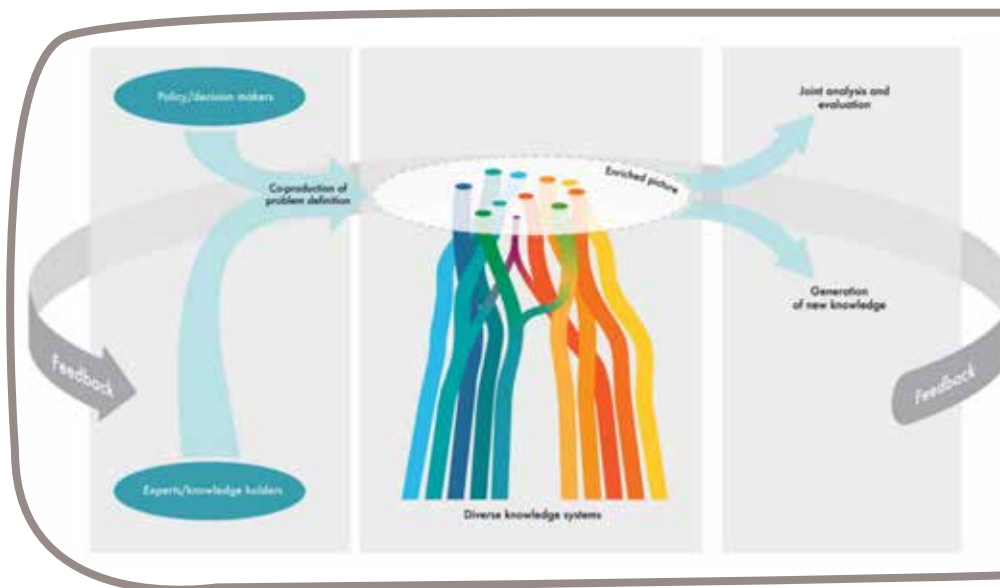 Policy/decision makers
Co-production of
problem definition
Experts/knowledge holders
Feedback
Enriched picture
Diverse knowledge systems
Joint analysis and
evaluation
Generation
of new knowledge
Feedback